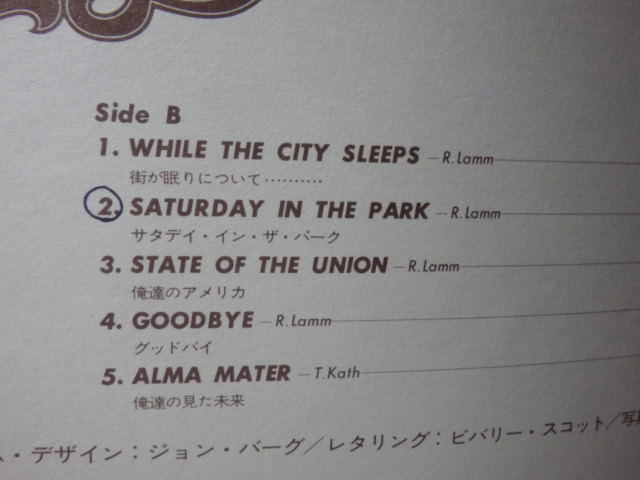 Side B
1. WHILE THE CITY SLEEPS — R. Lamm
街が眠りについて‥‥‥‥‥
2. SATURDAY IN THE PARK — R. Lamm
サタデイ・イン・ザ・パーク
3. STATE OF THE UNION — R. Lamm
俺達のアメリカ
4. GOODBYE — R. Lamm
グッドバイ
5. ALMA MATER — T. Kath
俺達の見た未来
・デザイン：ジョン・バーグ／レタリング：ビバリー・スコット／写真